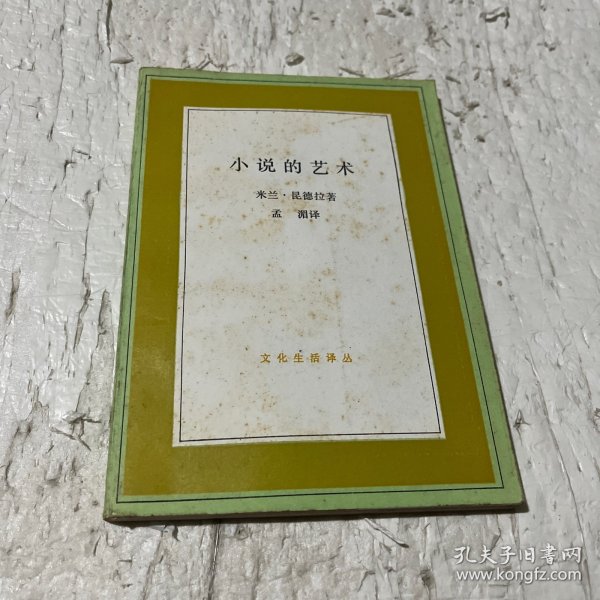 小说的艺术
米兰·昆德拉著
孟 湄译
文化生活译丛
孔夫子旧書网
www.kongfz.com